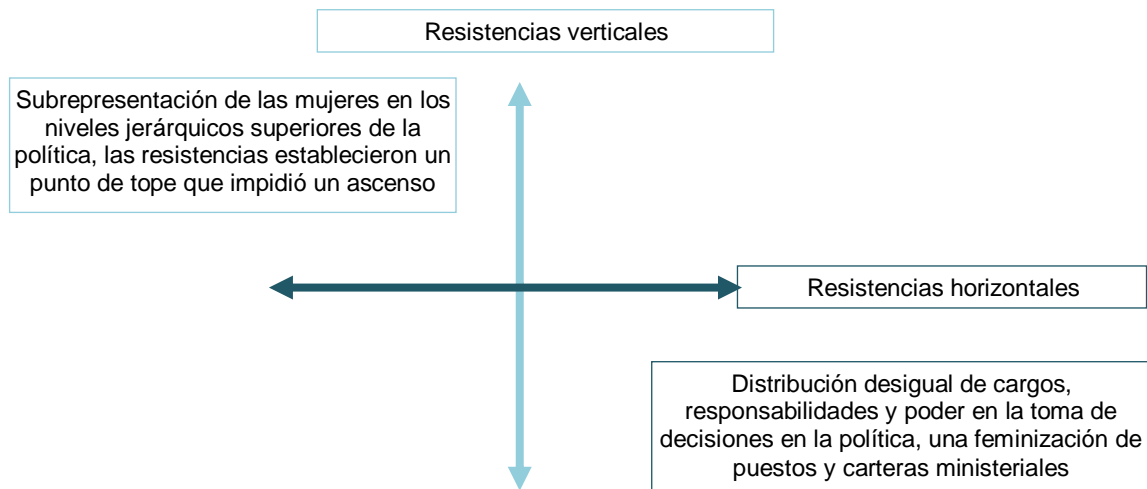 Resistencias verticales
Subrepresentación de las mujeres en los
niveles jerárquicos superiores de la
política, las resistencias establecieron un
punto de tope que impidió un ascenso
Resistencias horizontales
Distribución desigual de cargos,
responsabilidades y poder en la toma de
decisiones en la política, una feminización de
puestos y carteras ministeriales